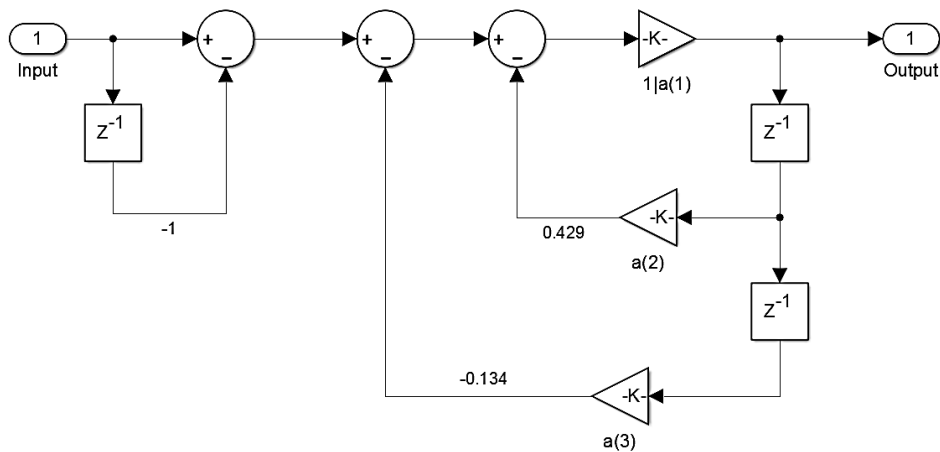 1
Input
+
−
+
−
+
−
-K-
1|a(1)
1
Output
Z-1
Z-1
-1
0.429
-K-
a(2)
Z-1
-0.134
-K-
a(3)